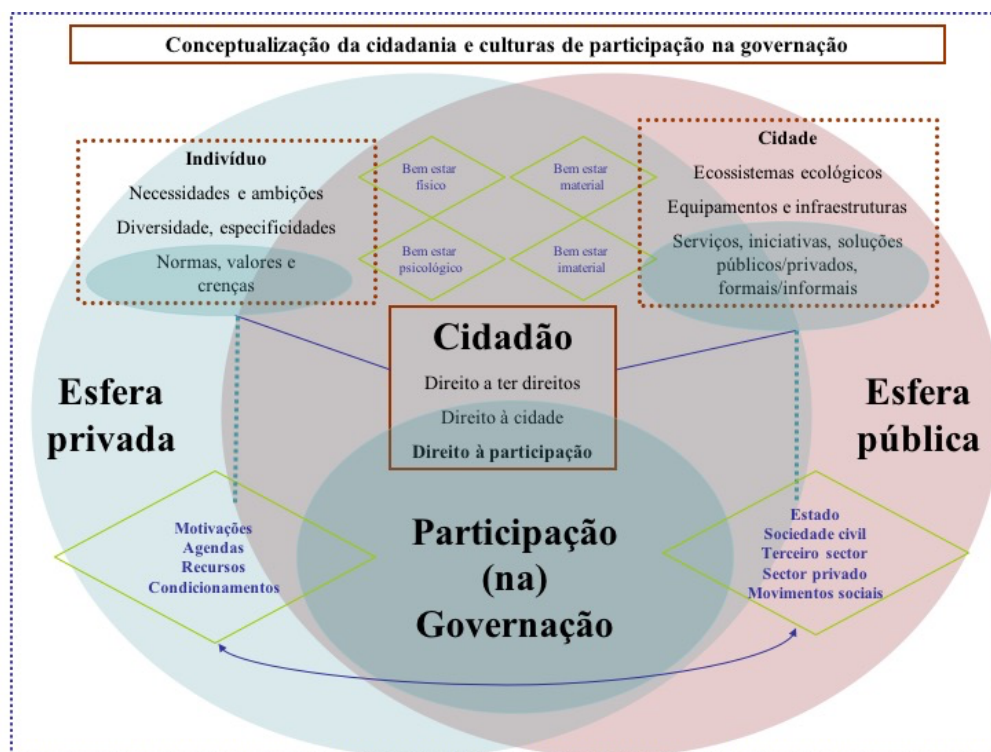 Conceptualização da cidadania e culturas de participação na governação
Indivíduo
Necessidades e ambições
Diversidade, especificidades
Normas, valores e
crenças
Bem estar
físico
Bem estar
material
Bem estar
psicológico
Bem estar
imaterial
Cidade
Ecossistemas ecológicos
Equipamentos e infraestruturas
Serviços, iniciativas, soluções
públicos/privados,
formais/informais
Cidadão
Direito a ter direitos
Direito à cidade
Direito à participação
Esfera
privada
Esfera
pública
Motivações
Agendas
Recursos
Condicionamentos
Participação
(na)
Governação
Estado
Sociedade civil
Terceiro sector
Sector privado
Movimentos sociais